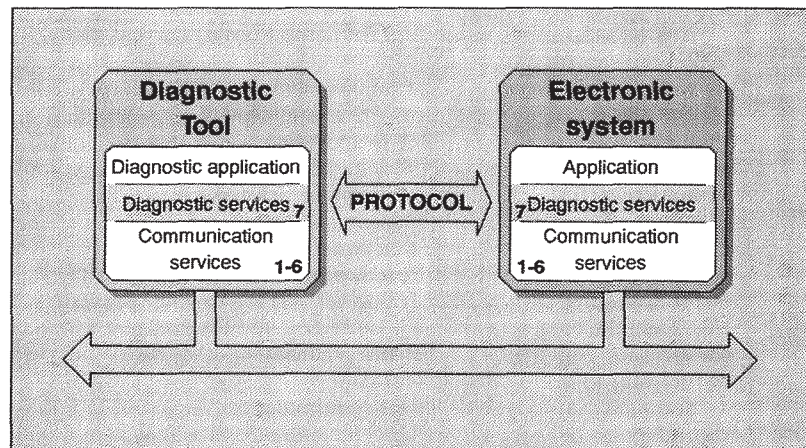 Diagnostic
Tool
Diagnostic application
Diagnostic services 7
Communication
services 1-6
PROTOCOL
Electronic
system
Application
7 Diagnostic services
Communication
1-6 services